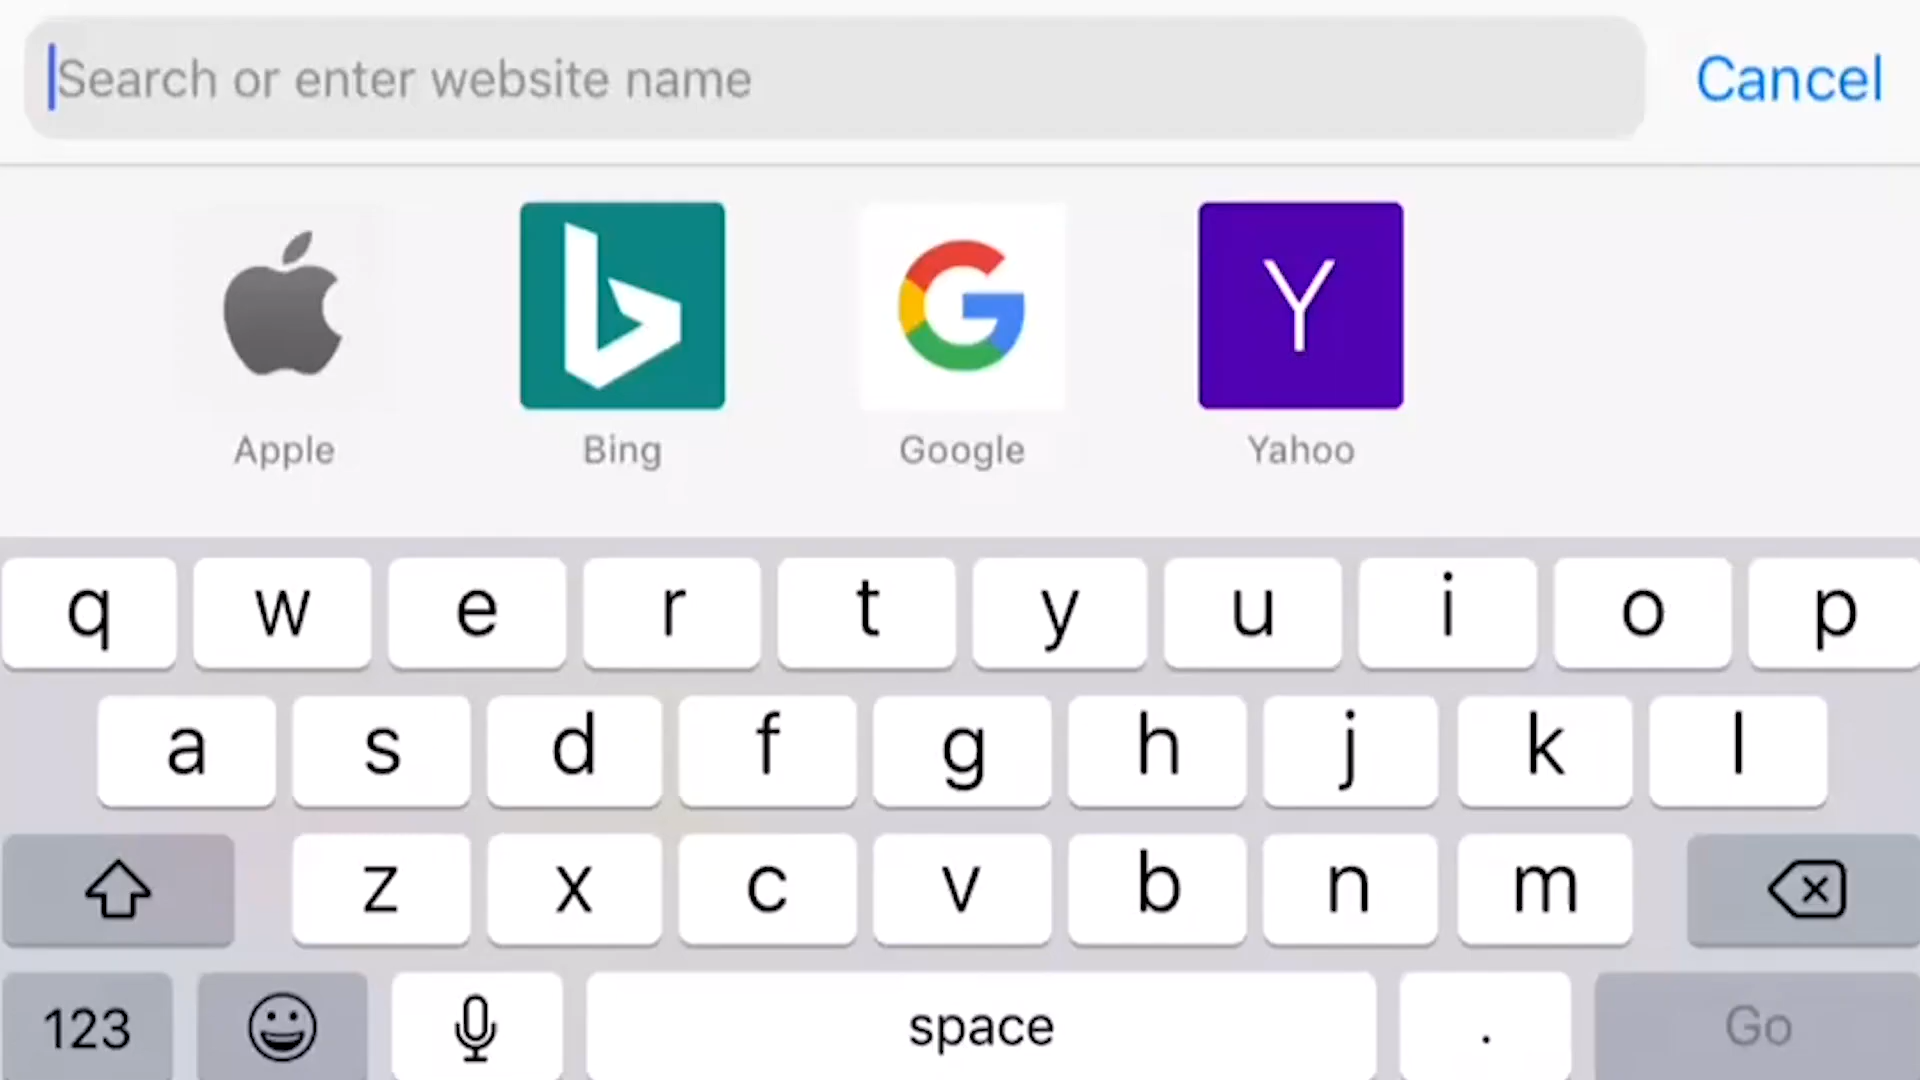 Search or enter website name Cancel
Apple Bing Google Yahoo
q w e r t y u i o p
a s d f g h j k l
z x c v b n m
123 space . Go